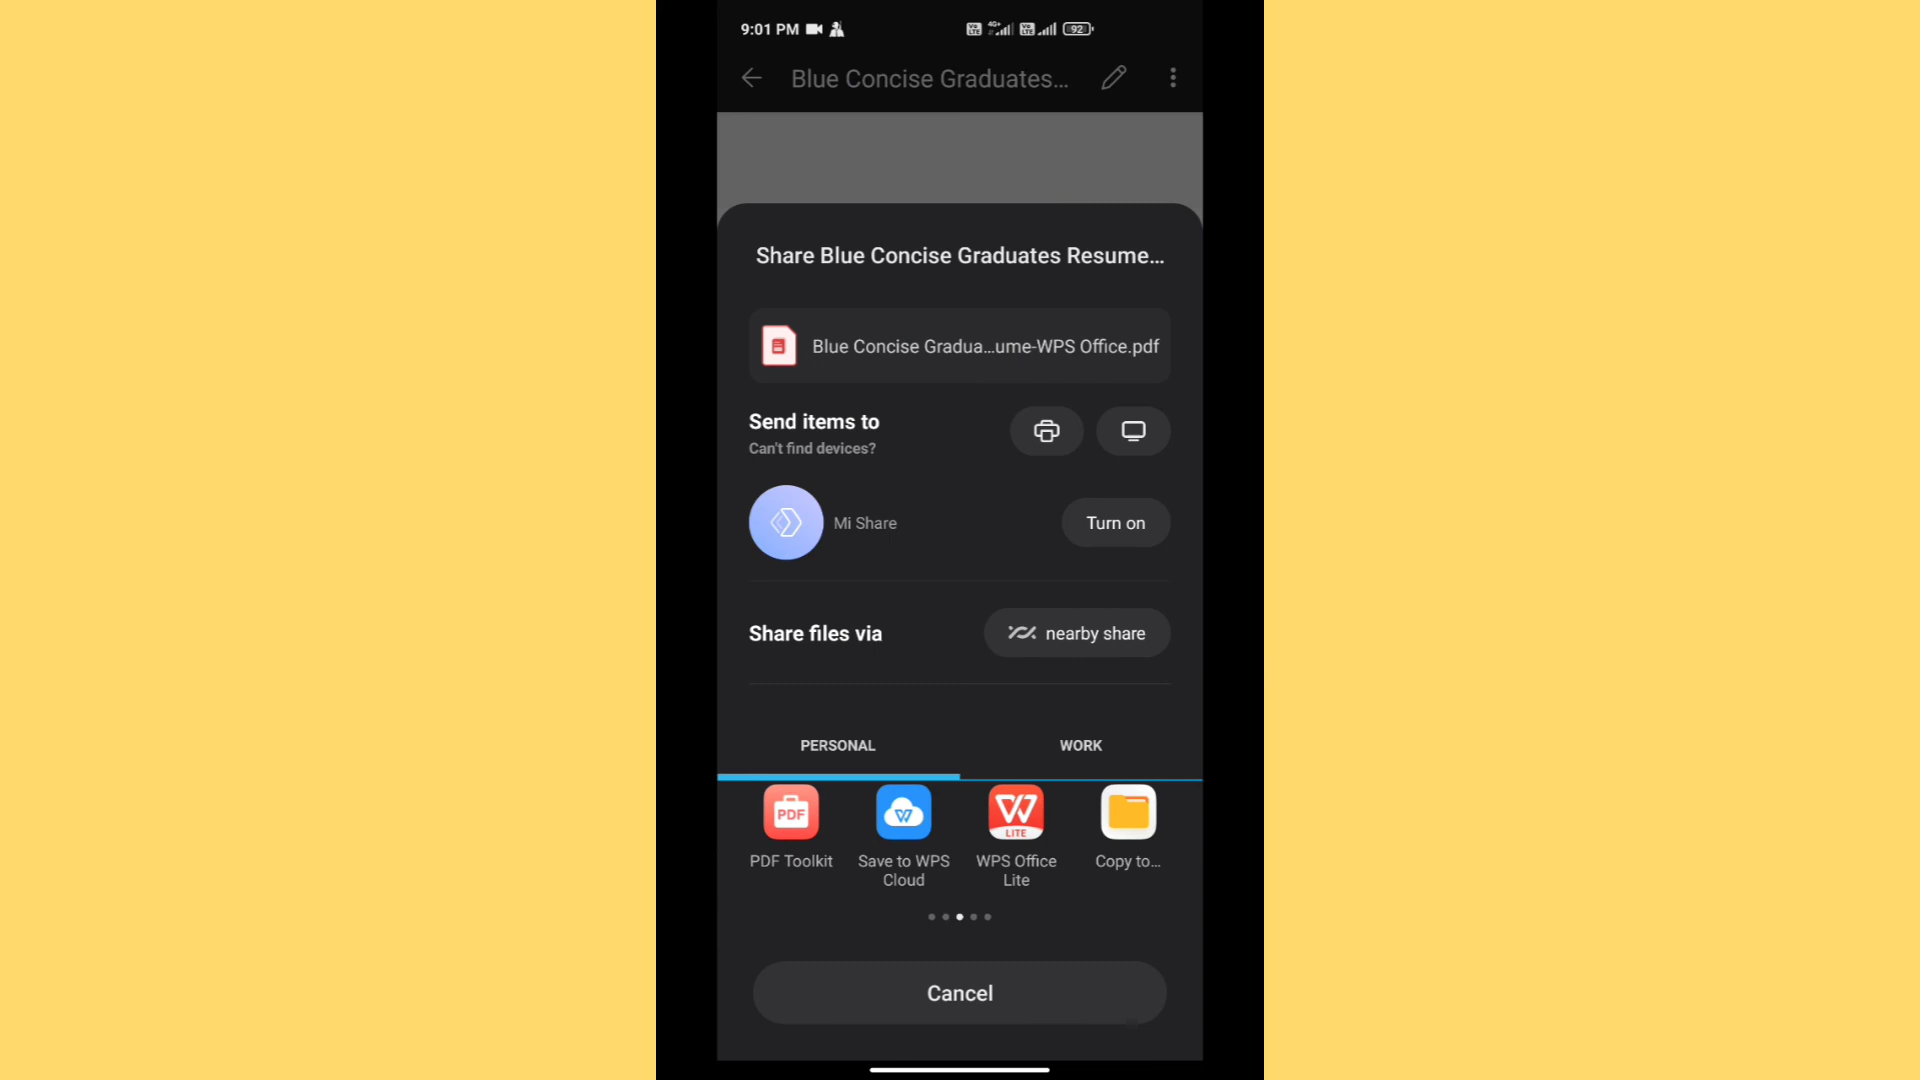 9:01 PM
4G+
92
Blue Concise Graduates...
Share Blue Concise Graduates Resume...
Blue Concise Gradua...ume-WPS Office.pdf
Send items to
Can't find devices?
Mi Share
Turn on
Share files via
nearby share
PERSONAL
WORK
PDF
LITE
PDF Toolkit
Save to WPS
Cloud
WPS Office
Lite
Copy to...
Cancel